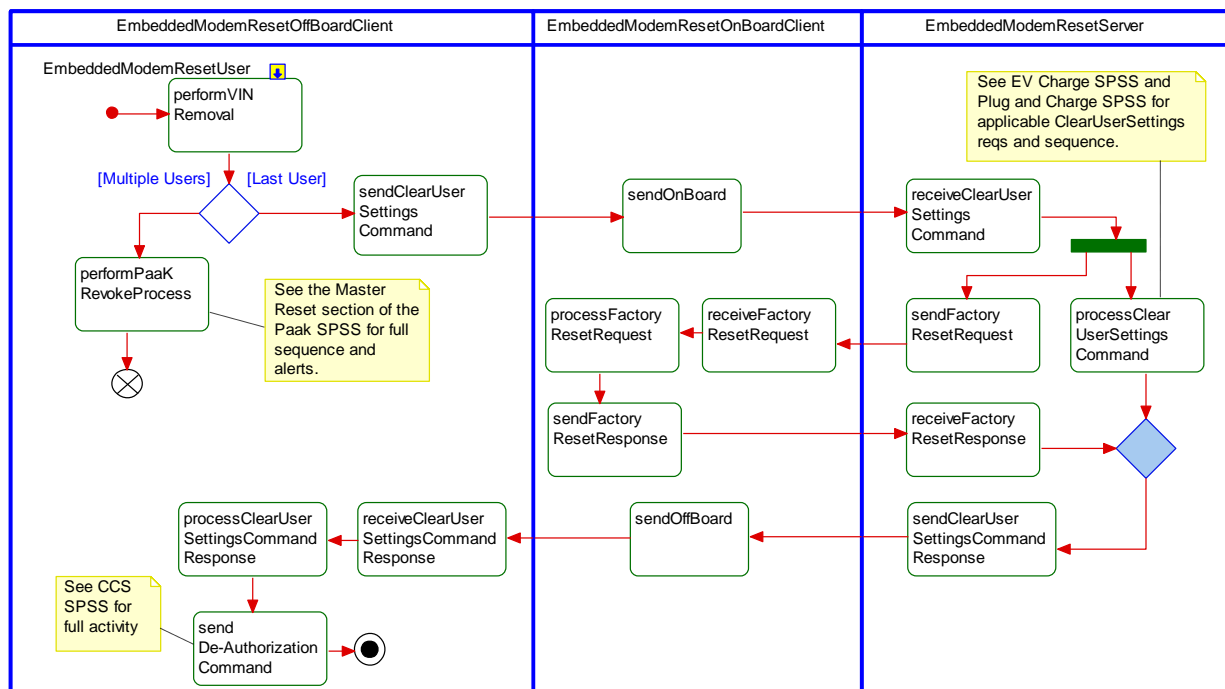 EmbeddedModemResetOffBoardClient
EmbeddedModemResetOnBoardClient
EmbeddedModemResetServer
EmbeddedModemResetUser
performVIN
Removal
See EV Charge SPSS and
Plug and Charge SPSS for
applicable ClearUserSettings
reqs and sequence.
[Multiple Users]
[Last User]
sendClearUser
Settings
Command
sendOnBoard
receiveClearUser
Settings
Command
performPaaK
RevokeProcess
See the Master
Reset section of the
Paak SPSS for full
sequence and
alerts.
processFactory
ResetRequest
receiveFactory
ResetRequest
sendFactory
ResetRequest
processClear
UserSettings
Command
sendFactory
ResetResponse
receiveFactory
ResetResponse
processClearUser
SettingsCommand
Response
receiveClearUser
SettingsCommand
Response
sendOffBoard
sendClearUser
SettingsCommand
Response
See CCS
SPSS for
full activity
send
De-Authorization
Command